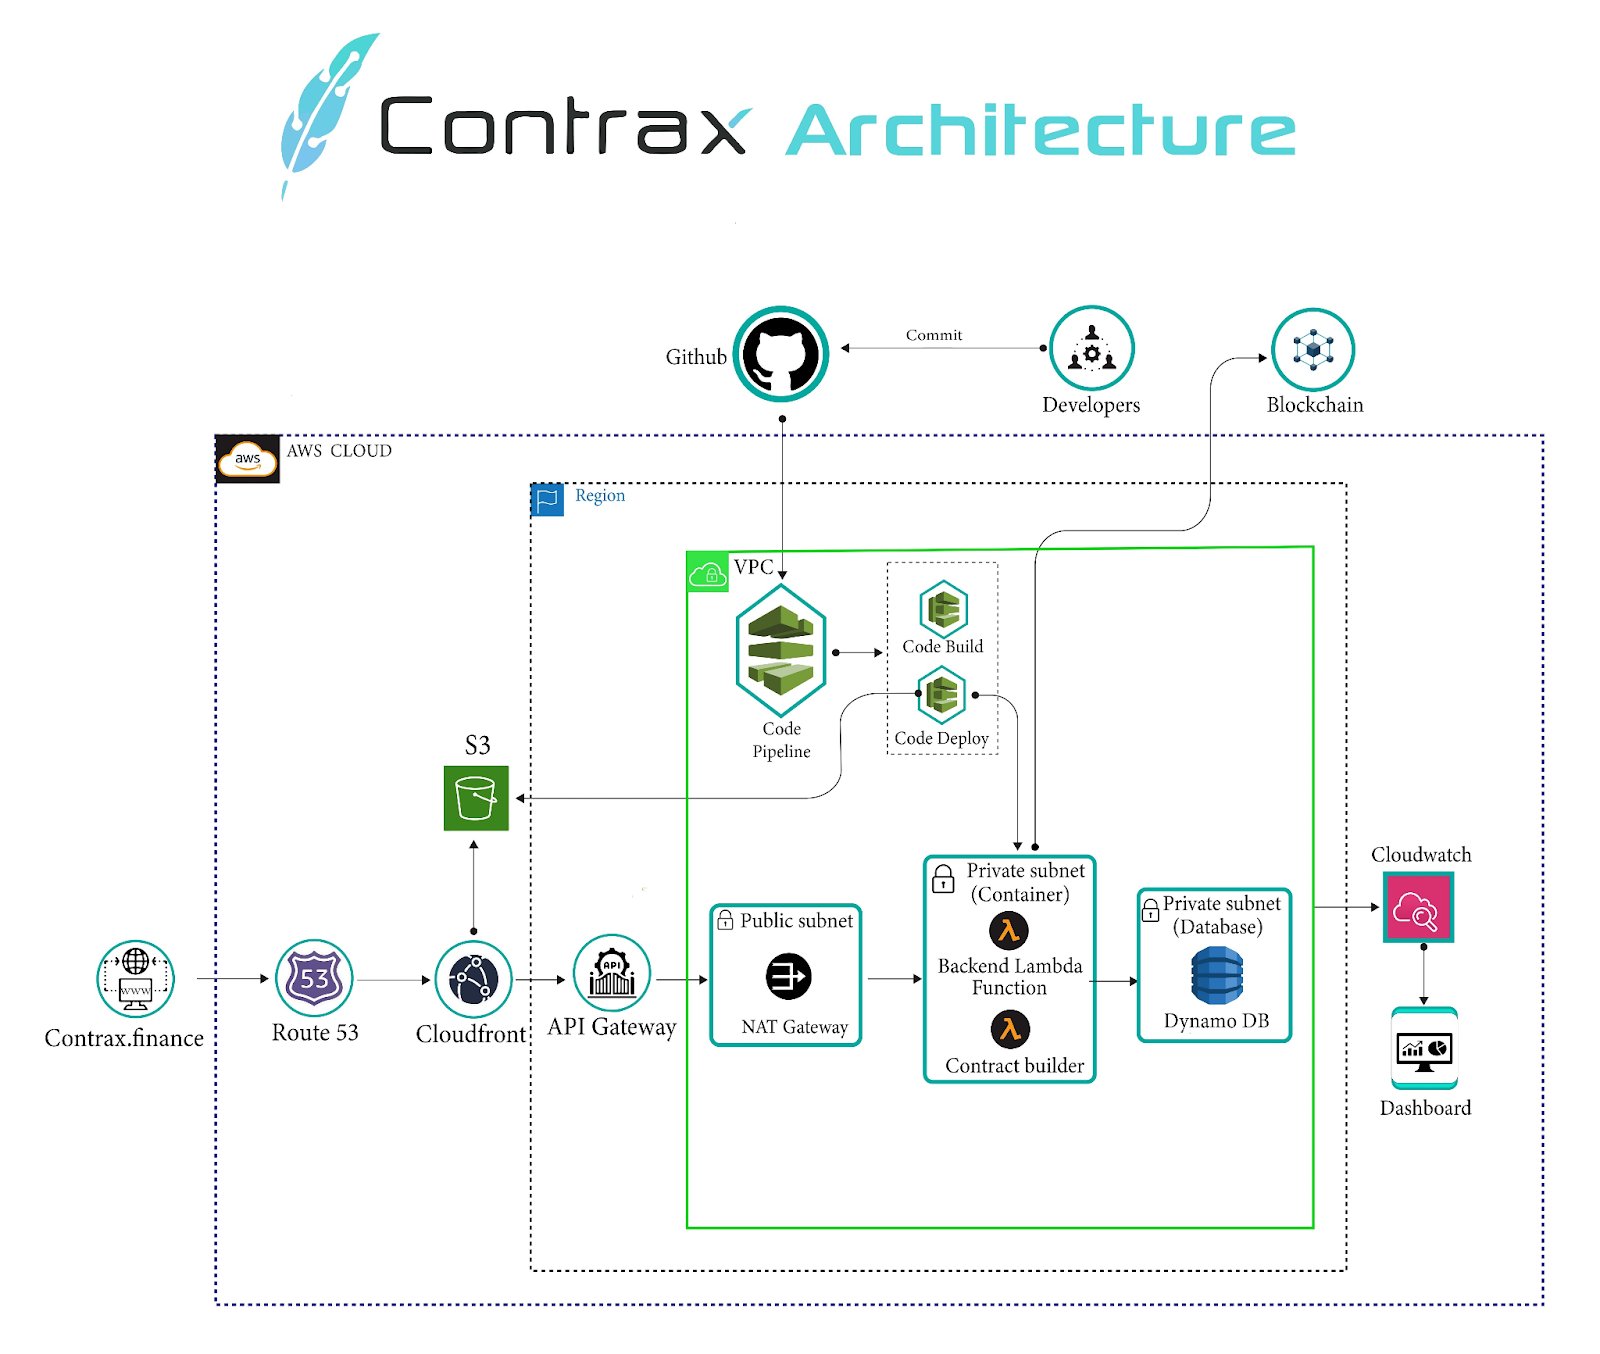 Contrax Architecture
Github
Commit
Developers
Blockchain
aws
AWS CLOUD
Region
VPC
Code Build
Code
Pipeline
Code Deploy
S3
Cloudwatch
Private subnet
(Container)
Public subnet
Private subnet
(Database)
API
WWW
53
Backend Lambda
Function
Contrax.finance
Route 53
Cloudfront
API Gateway
NAT Gateway
Dynamo DB
Contract builder
Dashboard